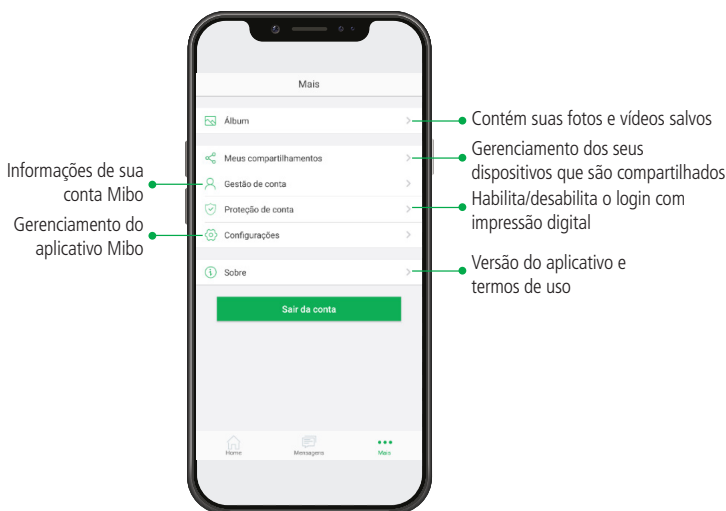 Mais
Álbum
Meus compartilhamentos
Gestão de conta
Proteção de conta
Configurações
Sobre
Sair da conta
Home
Mensagens
Mais
Informações de sua
conta Mibo
Gerenciamento do
aplicativo Mibo
Contém suas fotos e vídeos salvos
Gerenciamento dos seus
dispositivos que são compartilhados
Habilita/desabilita o login com
impressão digital
Versão do aplicativo e
termos de uso